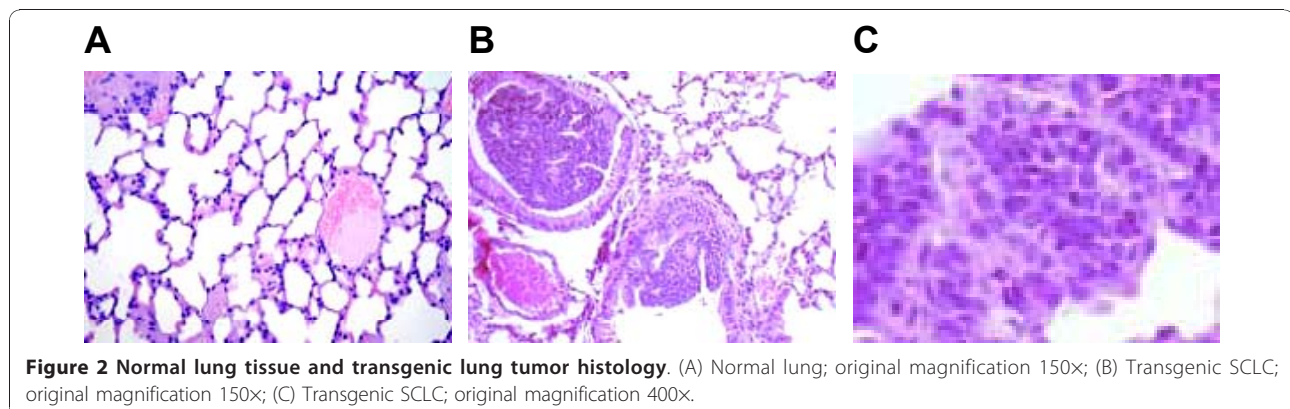 A B C
Figure 2 Normal lung tissue and transgenic lung tumor histology. (A) Normal lung; original magnification 150×; (B) Transgenic SCLC;
original magnification 150×; (C) Transgenic SCLC; original magnification 400×.